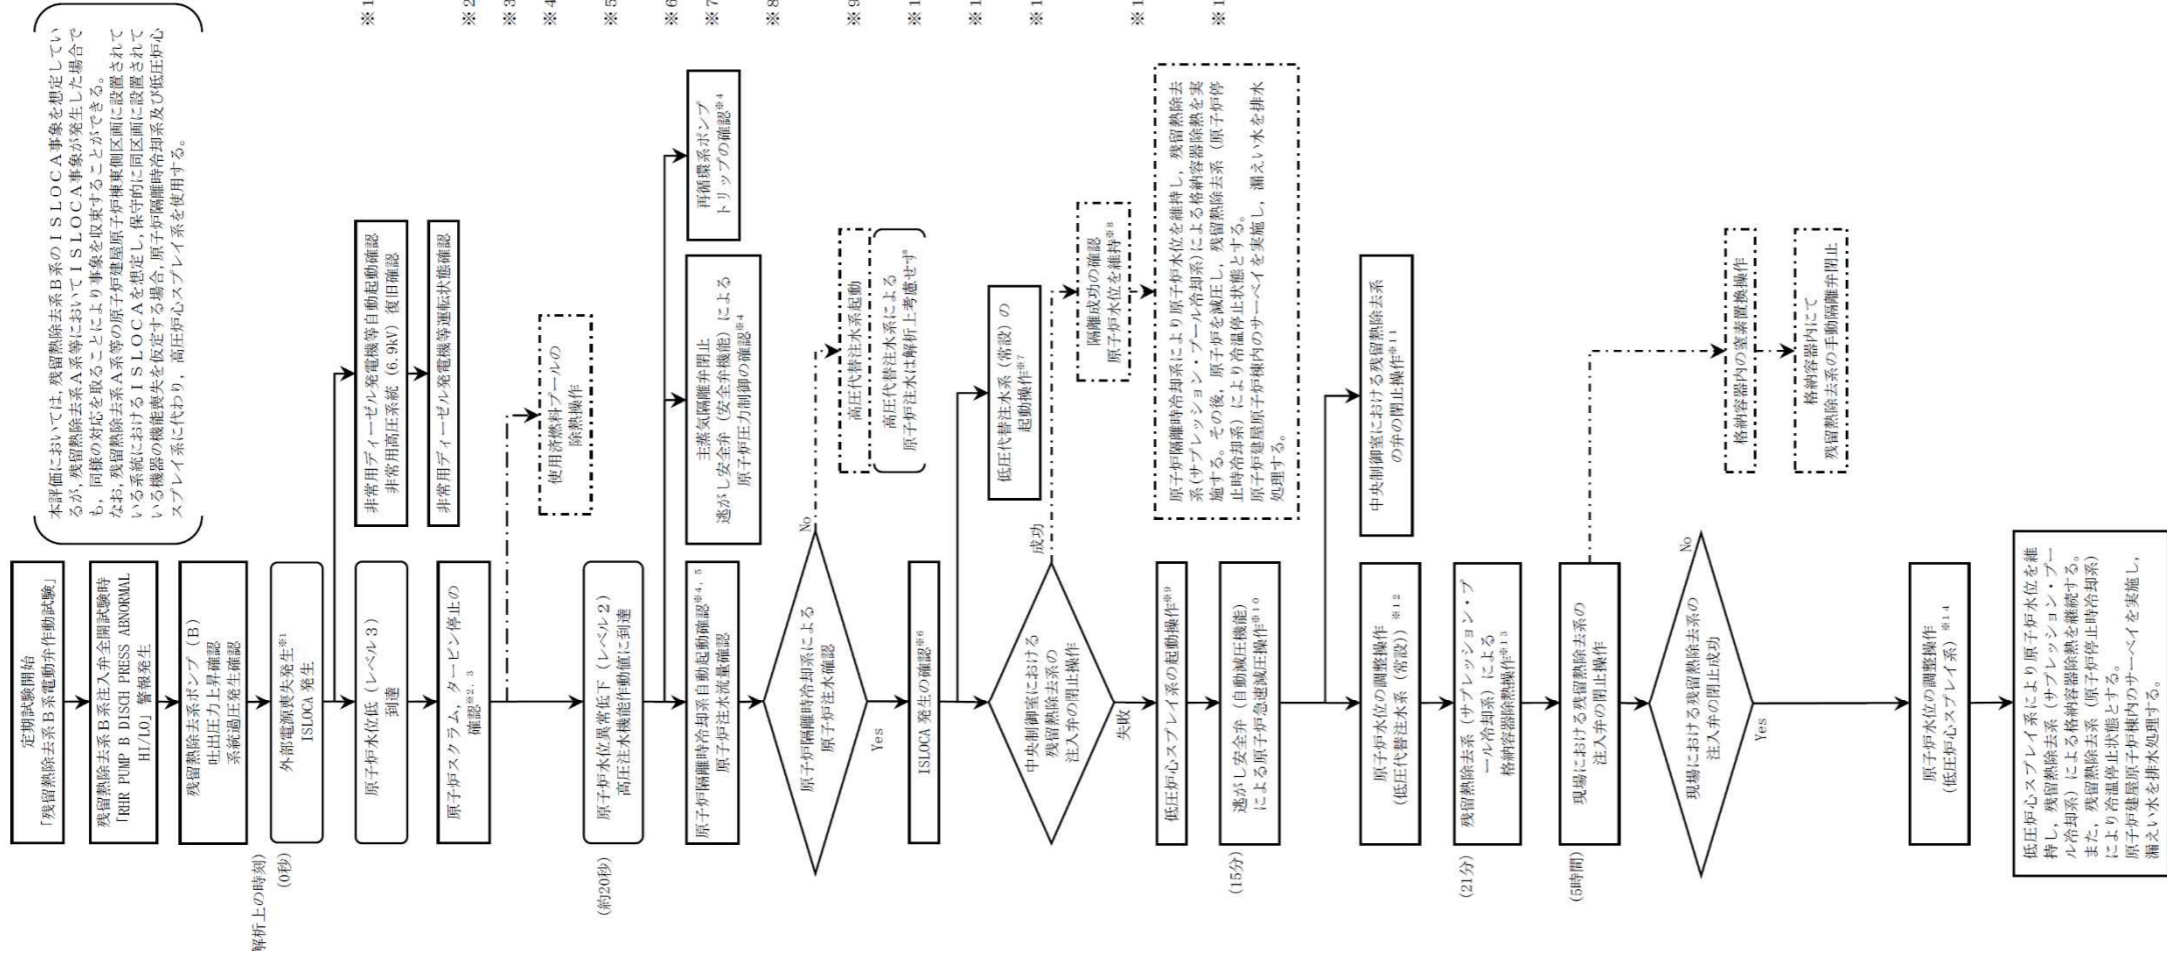 定期試験開始
「残留熱除去系B系電動弁作動試験」
残留熱除去系B系注入弁全開試験時
「RHR PUMP B DISCH PRESS ABNORMAL
HI/LO」警報発生
残留熱除去系ポンプ(B)
吐出圧力上昇確認
系統過圧発生確認
解析上の時刻)
(0秒)
外部電源喪失発生※1
ISLOCA 発生
原子炉水位低(レベル3)
到達
原子炉スクラム,タービン停止の
確認※2,3
(約20秒)
原子炉水位異常低下(レベル2)
高圧注水機能作動値に到達
原子炉隔離時冷却系自動起動確認※4,5
原子炉注水流量確認
原子炉隔離時冷却系による
原子炉注水確認
No
Yes
ISLOCA 発生の確認※6
中央制御室における
残留熱除去系の
注入弁の閉止操作
成功
失敗
低圧炉心スプレイ系の起動操作※9
(15分)
逃がし安全弁(自動減圧機能)
による原子炉急速減圧操作※10
原子炉水位の調整操作
(低圧代替注水系(常設))※12
(21分)
残留熱除去系(サプレッション・プ
ール冷却系)による
格納容器除熱操作※13
(5時間)
現場における残留熱除去系の
注入弁の閉止操作
現場における残留熱除去系の
注入弁の閉止成功
No
Yes
原子炉水位の調整操作
(低圧炉心スプレイ系)※14
低圧炉心スプレイ系により原子炉水位を維
持し,残留熱除去系(サプレッション・プー
ル冷却系)による格納容器除熱を継続する。
また,残留熱除去系(原子炉停止時冷却系)
により冷温停止状態とする。
原子炉建屋原子炉棟内のサーベイを実施し,
漏えい水を排水処理する。
本評価においては,残留熱除去系B系のISLOCA事象を想定してい
るが,残留熱除去系A系等においてISLOCA事象が発生した場合で
も,同様の対応を取ることにより事象を収束することができる。
なお,残留熱除去系A系等の原子炉建屋原子炉棟東側区画に設置されて
いる系統におけるISLOCAを想定し,保守的に同区画に設置されて
いる機器の機能喪失を仮定する場合,原子炉隔離時冷却系及び低圧炉心
スプレイ系に代わり,高圧炉心スプレイ系を使用する。
非常用ディーゼル発電機等自動起動確認
非常用高圧系統(6.9kV)復旧確認
非常用ディーゼル発電機等運転状態確認
使用済燃料プールの
除熱操作
主蒸気隔離弁閉止
逃がし安全弁(安全弁機能)による
原子炉圧力制御の確認※4
再循環系ポンプ
トリップの確認※4
高圧代替注水系起動
高圧代替注水系による
原子炉注水は解析上考慮せず
低圧代替注水系(常設)の
起動操作※7
隔離成功の確認
原子炉水位を維持※8
原子炉隔離時冷却系により原子炉水位を維持し,残留熱除去
系(サプレッション・プール冷却系)による格納容器除熱を実
施する。その後,原子炉を減圧し,残留熱除去系(原子炉停
止時冷却系)により冷温停止状態とする。
原子炉建屋原子炉棟内のサーベイを実施し,漏えい水を排水
処理する。
中央制御室における残留熱除去系
の弁の閉止操作※11
格納容器内の窒素置換操作
格納容器内にて
残留熱除去系の手動隔離弁閉止
※1
※2
※3
※4
※5
※6
※7
※8
※9
※1
※1
※1
※1
※1